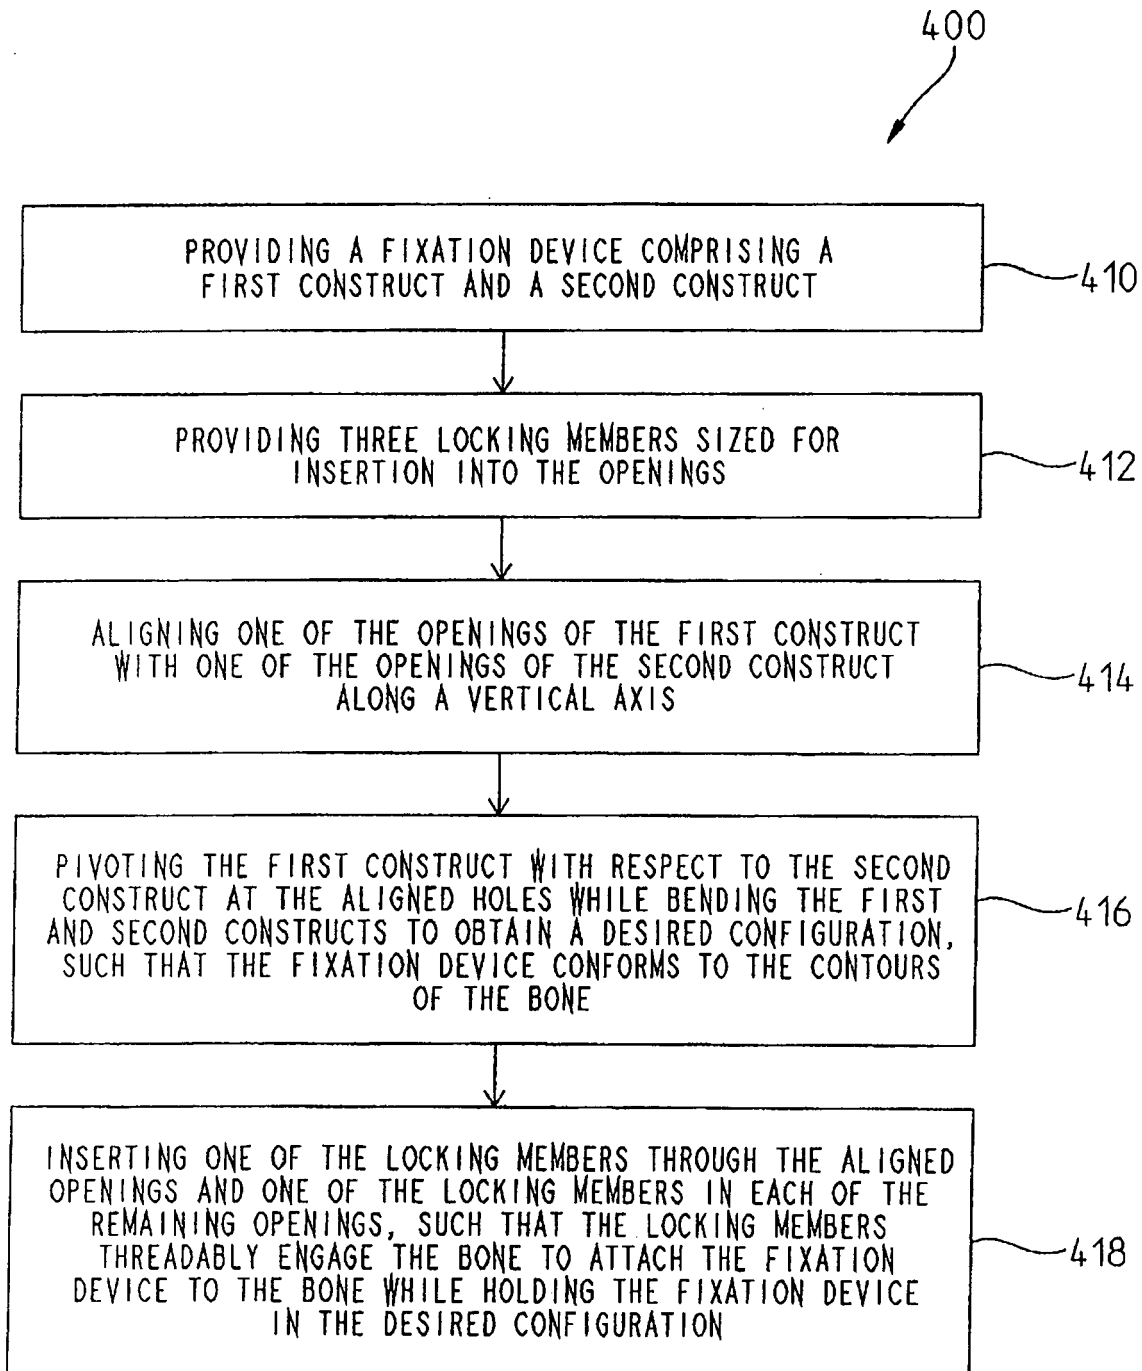 400
PROVIDING A FIXATION DEVICE COMPRISING A
FIRST CONSTRUCT AND A SECOND CONSTRUCT
410
PROVIDING THREE LOCKING MEMBERS SIZED FOR
INSERTION INTO THE OPENINGS
412
ALIGNING ONE OF THE OPENINGS OF THE FIRST CONSTRUCT
WITH ONE OF THE OPENINGS OF THE SECOND CONSTRUCT
ALONG A VERTICAL AXIS
414
PIVOTING THE FIRST CONSTRUCT WITH RESPECT TO THE SECOND
CONSTRUCT AT THE ALIGNED HOLES WHILE BENDING THE FIRST
AND SECOND CONSTRUCTS TO OBTAIN A DESIRED CONFIGURATION,
SUCH THAT THE FIXATION DEVICE CONFORMS TO THE CONTOURS
OF THE BONE
416
INSERTING ONE OF THE LOCKING MEMBERS THROUGH THE ALIGNED
OPENINGS AND ONE OF THE LOCKING MEMBERS IN EACH OF THE
REMAINING OPENINGS, SUCH THAT THE LOCKING MEMBERS
THREADABLY ENGAGE THE BONE TO ATTACH THE FIXATION
DEVICE TO THE BONE WHILE HOLDING THE FIXATION DEVICE
IN THE DESIRED CONFIGURATION
418